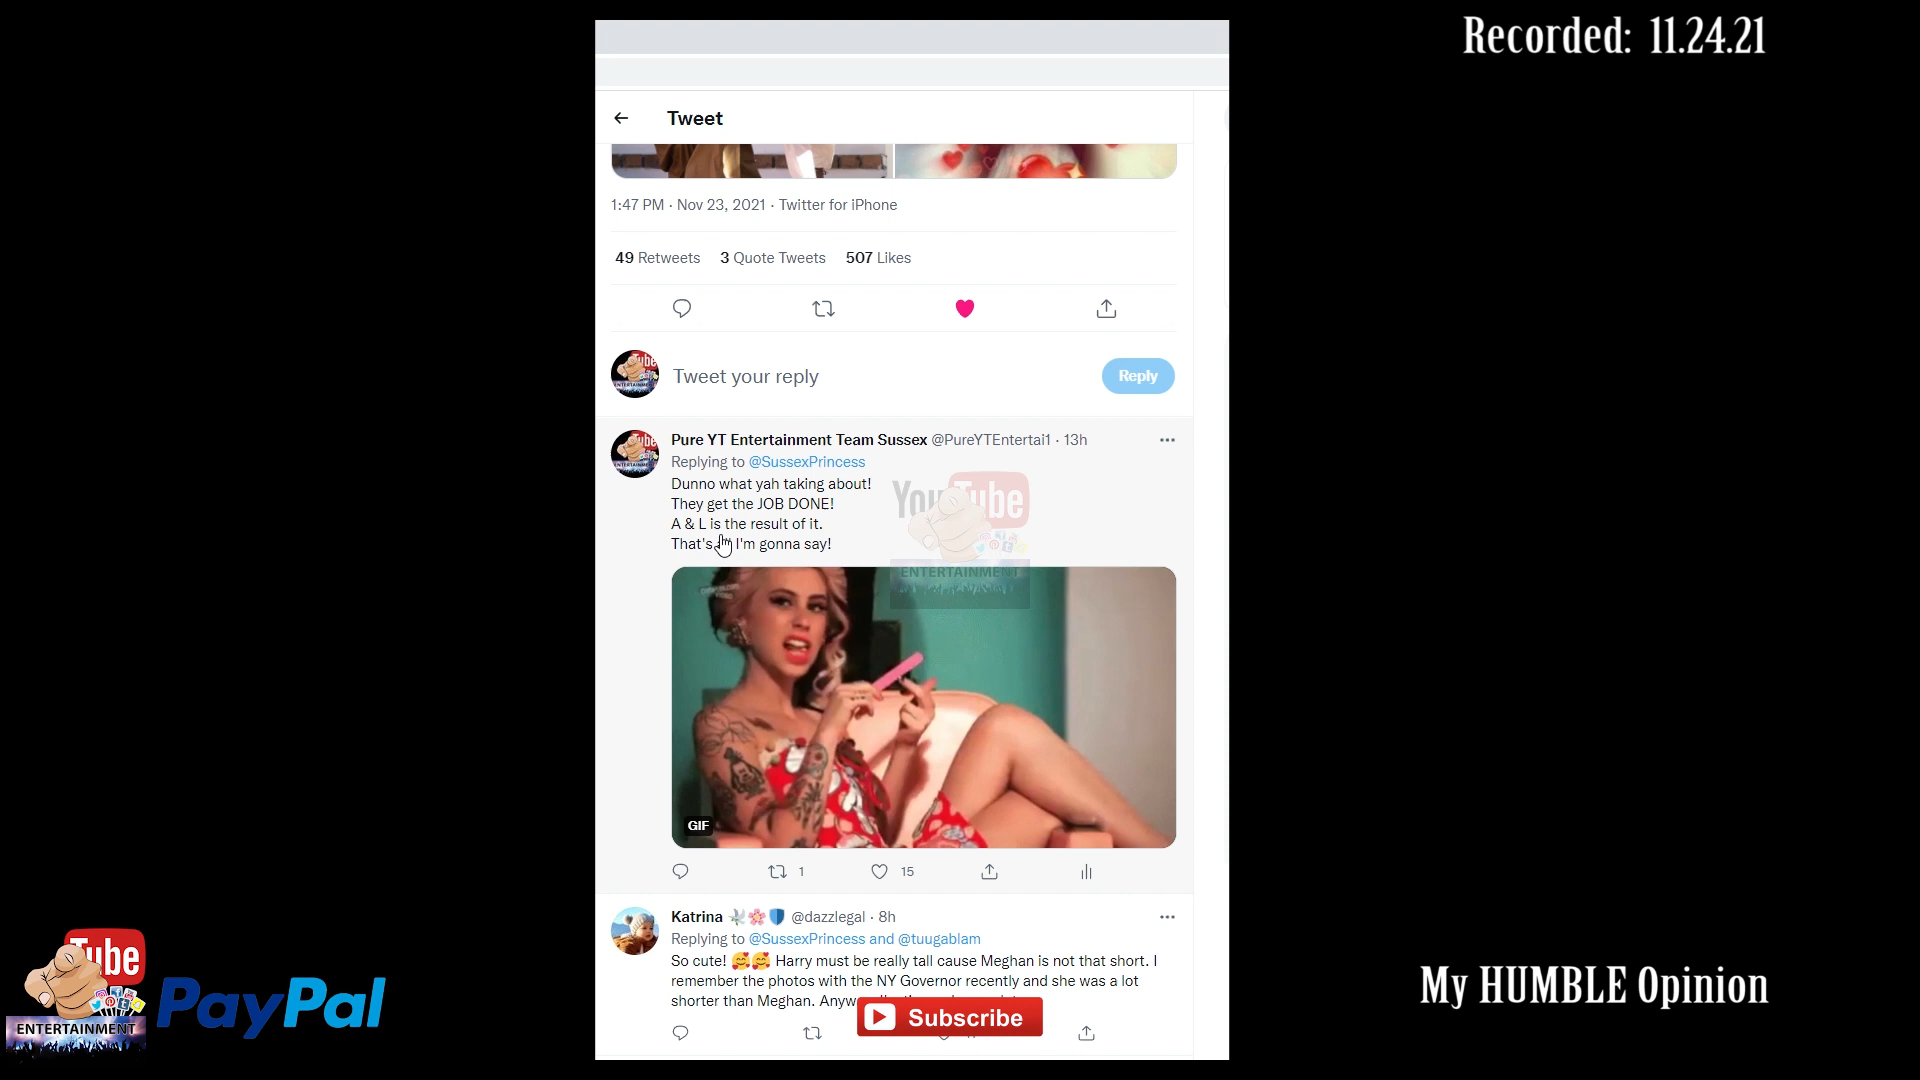 Recorded: 11.24.21
Tweet
1:47 PM · Nov 23, 2021 · Twitter for iPhone
49 Retweets 3 Quote Tweets 507 Likes
Tweet your reply
Reply
Pure YT Entertainment Team Sussex @PureYTEntertai1 · 13h
Replying to @SussexPrincess
Dunno what yah taking about!
They get the JOB DONE!
A & L is the result of it.
That's I'm gonna say!
YouTube
ENTERTAINMENT
GIF
1 15
Katrina @dazzlegal · 8h
Replying to @SussexPrincess and @tuugablam
So cute! 🥰🥰 Harry must be really tall cause Meghan is not that short. I
remember the photos with the NY Governor recently and she was a lot
shorter than Meghan.
Subscribe
Tube
ENTERTAINMENT
PayPal
My HUMBLE Opinion